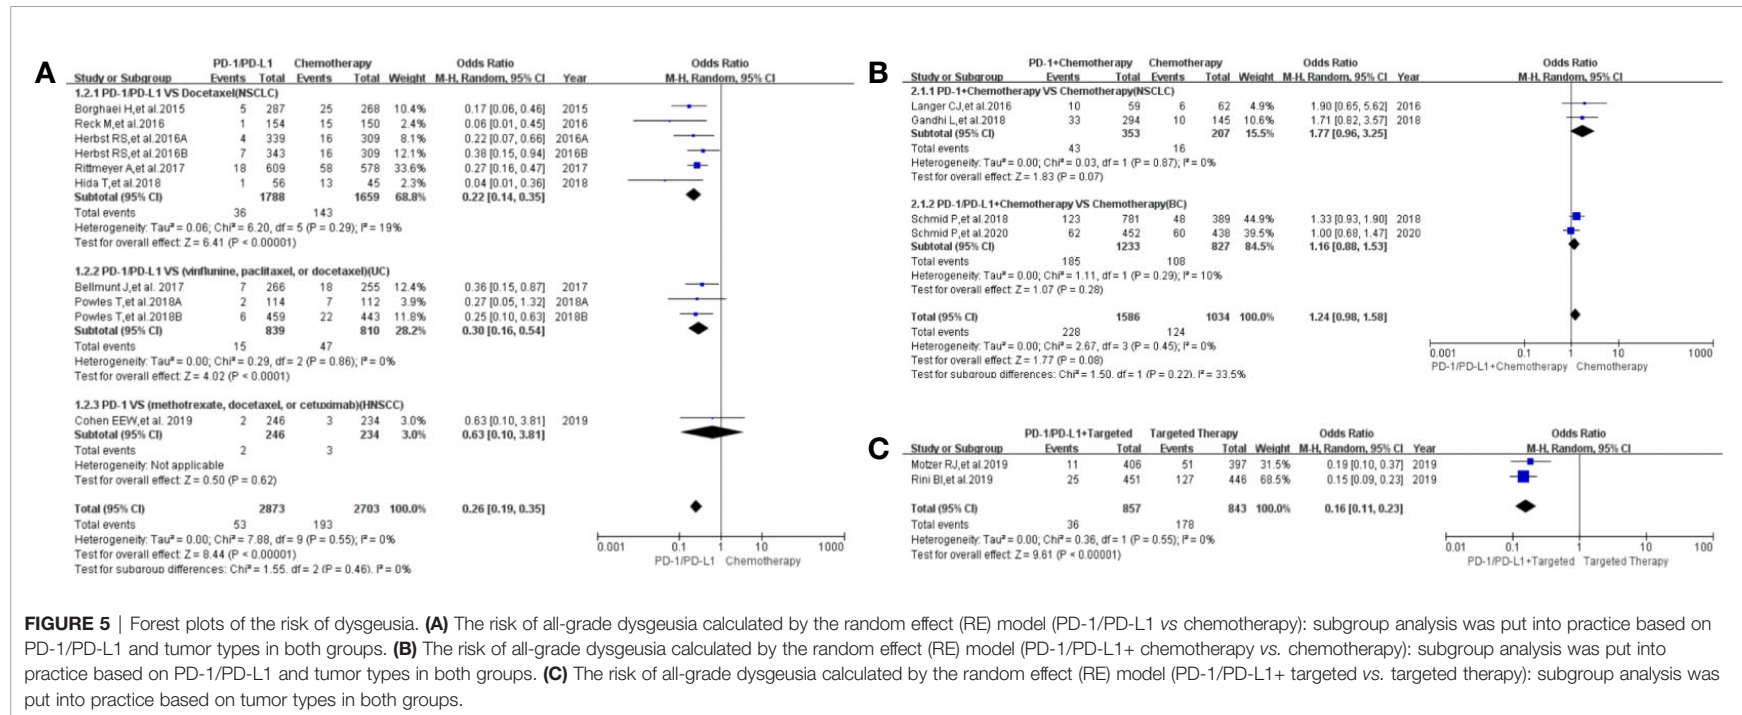 A
PD-1/PD-L1 Chemotherapy Odds Ratio Odds Ratio
Study or Subgroup Events Total Events Total Weight M-H, Random, 95% CI Year M-H, Random, 95% CI
1.2.1 PD-1/PD-L1 VS Docetaxel(NSCLC)
Borghaei H,et al.2015 5 287 25 268 10.4% 0.17 [0.06, 0.46] 2015
Reck M,et al.2016 1 154 15 150 2.4% 0.06 [0.01, 0.45] 2016
Herbst RS,et al.2016A 4 339 16 309 8.1% 0.22 [0.07, 0.66] 2016A
Herbst RS,et al.2016B 7 343 16 309 12.1% 0.38 [0.15, 0.94] 2016B
Rittmeyer A,et al.2017 18 609 58 578 33.6% 0.27 [0.16, 0.47] 2017
Hida T,et al.2018 1 56 13 45 2.3% 0.04 [0.01, 0.36] 2018
Subtotal (95% CI) 1788 1659 68.8% 0.22 [0.14, 0.35]
Total events 36 143
Heterogeneity: Tau² = 0.06; Chi² = 6.20, df = 5 (P = 0.29); I² = 19%
Test for overall effect: Z = 6.41 (P < 0.00001)
1.2.2 PD-1/PD-L1 VS (vinflunine, paclitaxel, or docetaxel)(UC)
Bellmunt J,et al. 2017 7 266 18 255 12.4% 0.36 [0.15, 0.87] 2017
Powles T,et al.2018A 2 114 7 112 3.9% 0.27 [0.05, 1.32] 2018A
Powles T,et al.2018B 6 459 22 443 11.8% 0.25 [0.10, 0.63] 2018B
Subtotal (95% CI) 839 810 28.2% 0.30 [0.16, 0.54]
Total events 15 47
Heterogeneity: Tau² = 0.00; Chi² = 0.29, df = 2 (P = 0.86); I² = 0%
Test for overall effect: Z = 4.02 (P < 0.0001)
1.2.3 PD-1 VS (methotrexate, docetaxel, or cetuximab)(HNSCC)
Cohen EEW,et al. 2019 2 246 3 234 3.0% 0.63 [0.10, 3.81] 2019
Subtotal (95% CI) 246 234 3.0% 0.63 [0.10, 3.81]
Total events 2 3
Heterogeneity: Not applicable
Test for overall effect: Z = 0.50 (P = 0.62)
Total (95% CI) 2873 2703 100.0% 0.26 [0.19, 0.35]
Total events 53 193
Heterogeneity: Tau² = 0.00; Chi² = 7.88, df = 9 (P = 0.55); I² = 0%
Test for overall effect: Z = 8.44 (P < 0.00001)
Test for subgroup differences: Chi² = 1.55, df = 2 (P = 0.46), I² = 0%
0.001 0.1 1 10 1000
PD-1/PD-L1 Chemotherapy
B
PD-1+Chemotherapy Chemotherapy Odds Ratio Odds Ratio
Study or Subgroup Events Total Events Total Weight M-H, Random, 95% CI Year M-H, Random, 95% CI
2.1.1 PD-1+Chemotherapy VS Chemotherapy(NSCLC)
Langer CJ,et al.2016 10 59 6 62 4.9% 1.90 [0.65, 5.62] 2016
Gandhi L,et al.2018 33 294 10 145 10.6% 1.71 [0.82, 3.57] 2018
Subtotal (95% CI) 353 207 15.5% 1.77 [0.96, 3.25]
Total events 43 16
Heterogeneity: Tau² = 0.00; Chi² = 0.03, df = 1 (P = 0.87); I² = 0%
Test for overall effect: Z = 1.83 (P = 0.07)
2.1.2 PD-1/PD-L1+Chemotherapy VS Chemotherapy(BC)
Schmid P,et al.2018 123 781 48 389 44.9% 1.33 [0.93, 1.90] 2018
Schmid P,et al.2020 62 452 60 438 39.5% 1.00 [0.68, 1.47] 2020
Subtotal (95% CI) 1233 827 84.5% 1.16 [0.88, 1.53]
Total events 185 108
Heterogeneity: Tau² = 0.00; Chi² = 1.11, df = 1 (P = 0.29); I² = 10%
Test for overall effect: Z = 1.07 (P = 0.28)
Total (95% CI) 1586 1034 100.0% 1.24 [0.98, 1.58]
Total events 228 124
Heterogeneity: Tau² = 0.00; Chi² = 2.67, df = 3 (P = 0.45); I² = 0%
Test for overall effect: Z = 1.77 (P = 0.08)
Test for subgroup differences: Chi² = 1.50, df = 1 (P = 0.22), I² = 33.5%
0.001 0.1 1 10 1000
PD-1/PD-L1+Chemotherapy Chemotherapy
C
PD-1/PD-L1+Targeted Targeted Therapy Odds Ratio Odds Ratio
Study or Subgroup Events Total Events Total Weight M-H, Random, 95% CI Year M-H, Random, 95% CI
Motzer RJ,et al.2019 11 406 51 397 31.5% 0.19 [0.10, 0.37] 2019
Rini BI,et al.2019 25 451 127 446 68.5% 0.15 [0.09, 0.23] 2019
Total (95% CI) 857 843 100.0% 0.16 [0.11, 0.23]
Total events 36 178
Heterogeneity: Tau² = 0.00; Chi² = 0.36, df = 1 (P = 0.55); I² = 0%
Test for overall effect: Z = 9.61 (P < 0.00001)
0.01 0.1 1 10 100
PD-1/PD-L1+Targeted Targeted Therapy
FIGURE 5 | Forest plots of the risk of dysgeusia. (A) The risk of all-grade dysgeusia calculated by the random effect (RE) model (PD-1/PD-L1 vs chemotherapy): subgroup analysis was put into practice based on
PD-1/PD-L1 and tumor types in both groups. (B) The risk of all-grade dysgeusia calculated by the random effect (RE) model (PD-1/PD-L1+ chemotherapy vs. chemotherapy): subgroup analysis was put into
practice based on PD-1/PD-L1 and tumor types in both groups. (C) The risk of all-grade dysgeusia calculated by the random effect (RE) model (PD-1/PD-L1+ targeted vs. targeted therapy): subgroup analysis was
put into practice based on tumor types in both groups.